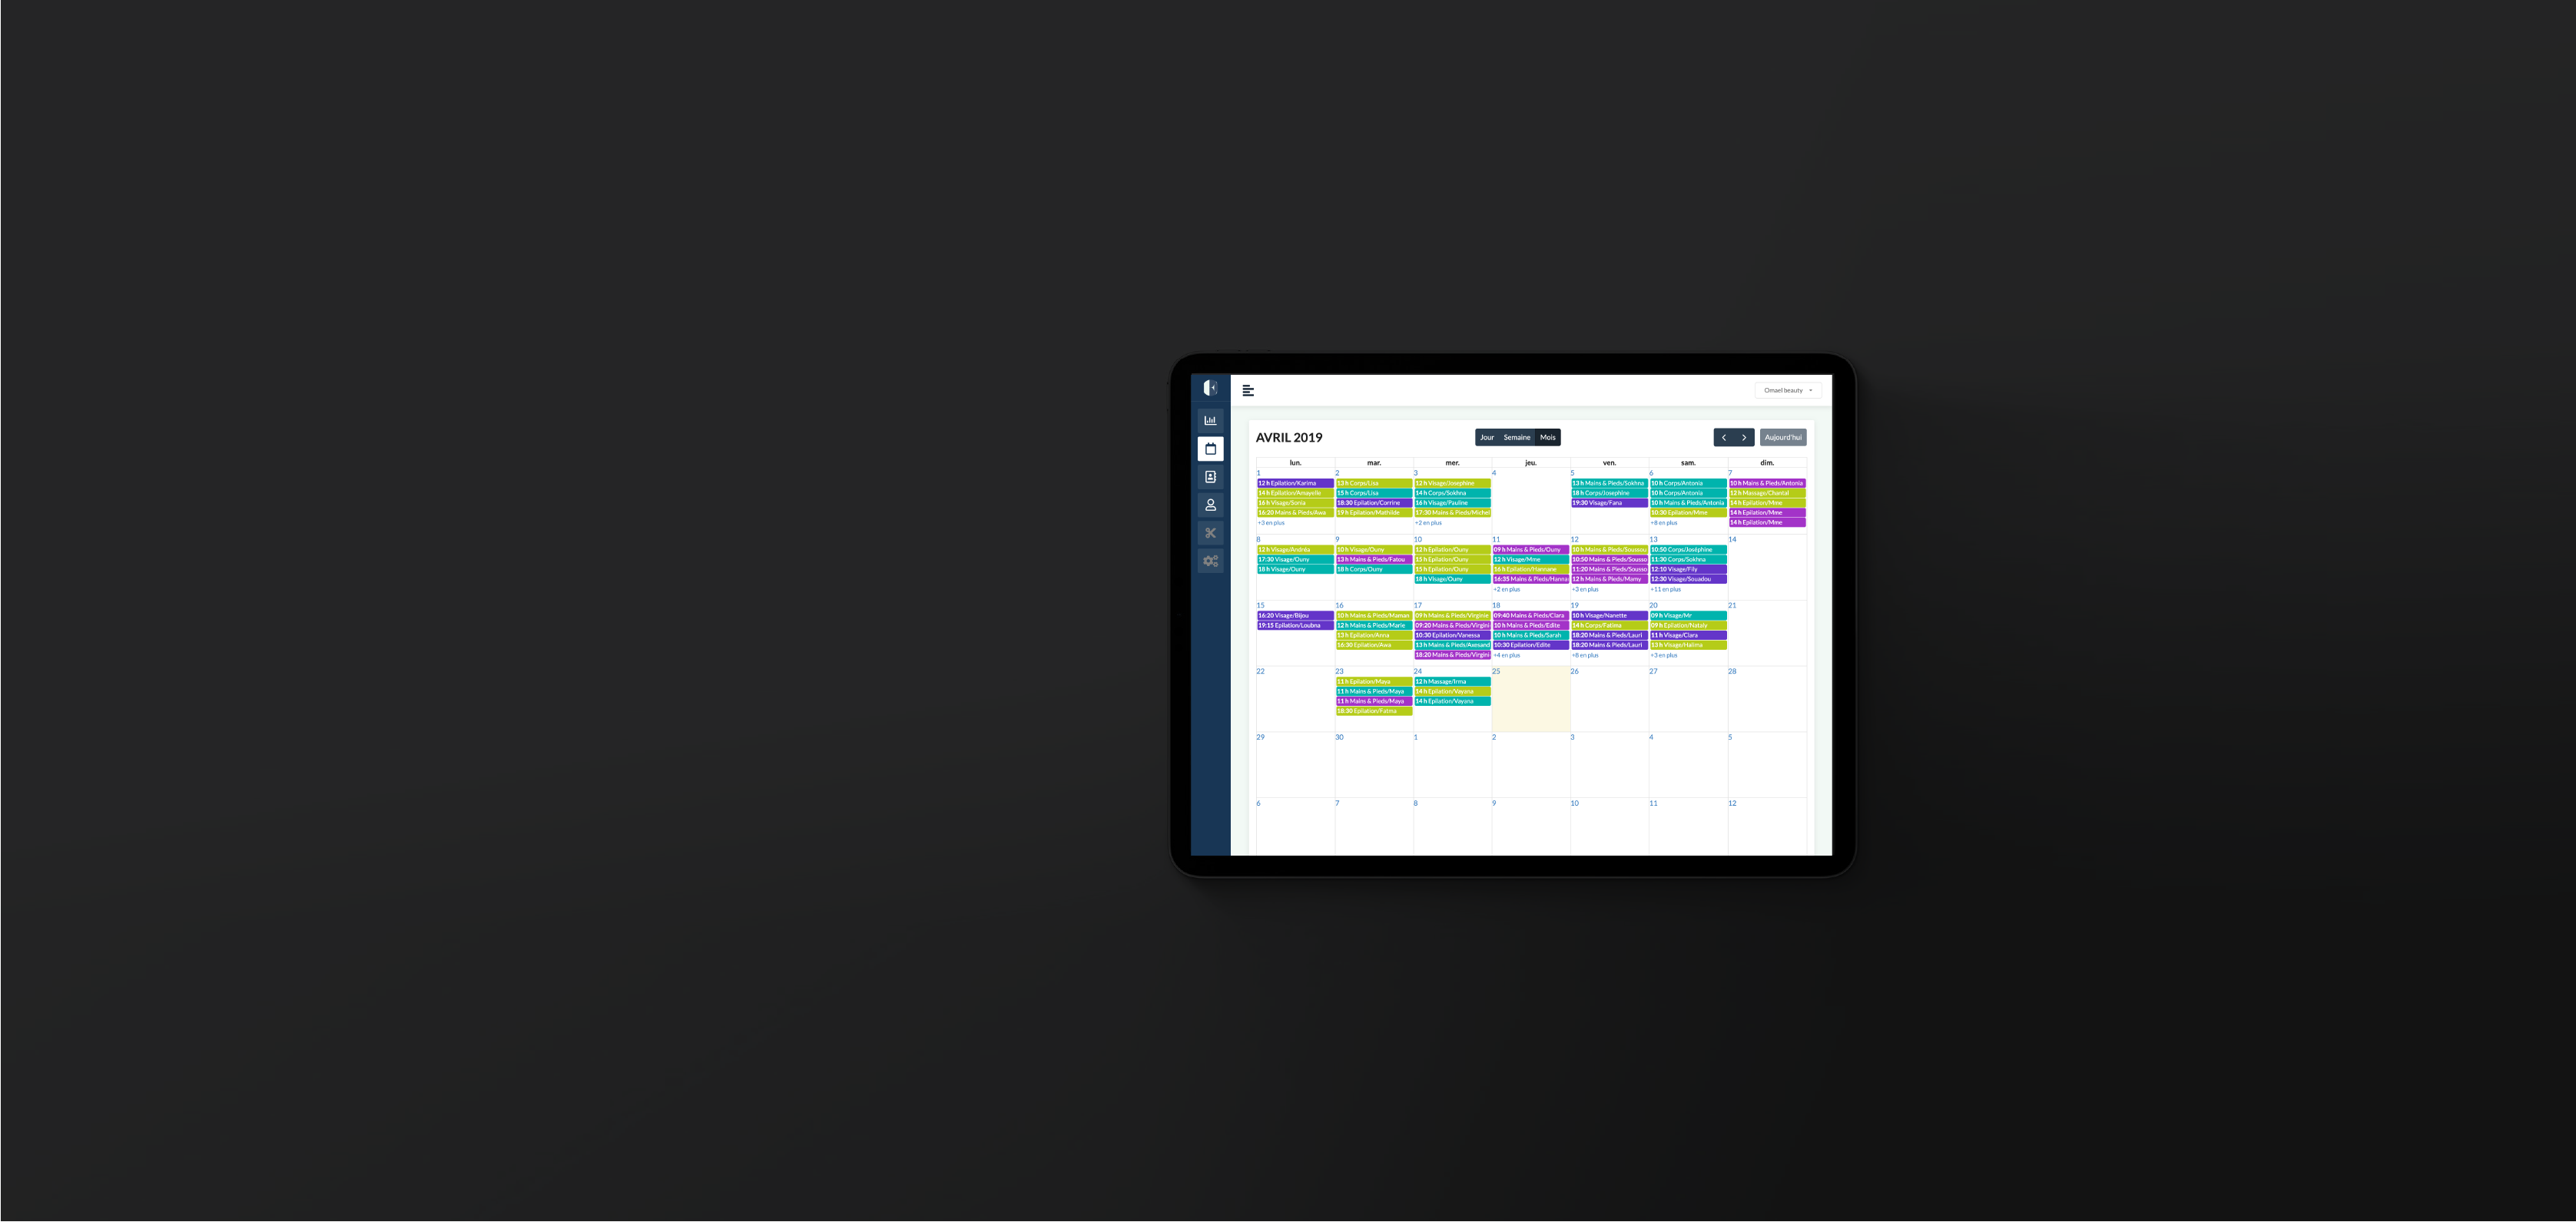 Omael beauty
AVRIL 2019
Jour Semaine Mois
Aujourd'hui
lun. mar. mer. jeu. ven. sam. dim.
1 2 3 4 5 6 7
12 h Epilation/Karima 13 h Corps/Lisa 12 h Visage/Josephine 13 h Mains & Pieds/Sokhna 10 h Corps/Antonia 10 h Mains & Pieds/Antonia
14 h Epilation/Amayelle 15 h Corps/Lisa 14 h Corps/Sokhna 18 h Corps/Josephine 10 h Corps/Antonia 12 h Massage/Chantal
16 h Visage/Sonia 18:30 Epilation/Corrine 16 h Visage/Pauline 19:30 Visage/Fana 10 h Mains & Pieds/Antonia 14 h Epilation/Mme
16:20 Mains & Pieds/Awa 19 h Epilation/Mathilde 17:30 Mains & Pieds/Michel 10:30 Epilation/Mme 14 h Epilation/Mme
+3 en plus +2 en plus +8 en plus 14 h Epilation/Mme
8 9 10 11 12 13 14
12 h Visage/Andréa 10 h Visage/Ouny 12 h Epilation/Ouny 09 h Mains & Pieds/Ouny 10 h Mains & Pieds/Soussou 10:50 Corps/Joséphine
17:30 Visage/Ouny 13 h Mains & Pieds/Fatou 15 h Epilation/Ouny 12 h Visage/Mme 10:50 Mains & Pieds/Sousso 11:30 Corps/Sokhna
18 h Visage/Ouny 18 h Corps/Ouny 15 h Epilation/Ouny 16 h Epilation/Hannane 11:20 Mains & Pieds/Sousso 12:10 Visage/Fily
18 h Visage/Ouny 16:35 Mains & Pieds/Hanna 12 h Mains & Pieds/Mamy 12:30 Visage/Souadou
+2 en plus +3 en plus +11 en plus
15 16 17 18 19 20 21
16:20 Visage/Bijou 10 h Mains & Pieds/Maman 09 h Mains & Pieds/Virginie 09:40 Mains & Pieds/Clara 10 h Visage/Nanette 09 h Visage/Mr
19:15 Epilation/Loubna 12 h Mains & Pieds/Marie 09:20 Mains & Pieds/Virgini 10 h Mains & Pieds/Edite 14 h Corps/Fatima 09 h Epilation/Nataly
13 h Epilation/Anna 10:30 Epilation/Vanessa 10 h Mains & Pieds/Sarah 18:20 Mains & Pieds/Lauri 11 h Visage/Clara
16:30 Epilation/Awa 13 h Mains & Pieds/Axesand 10:30 Epilation/Edite 18:20 Mains & Pieds/Lauri 13 h Visage/Halima
18:20 Mains & Pieds/Virgini +4 en plus +8 en plus +3 en plus
22 23 24 25 26 27 28
11 h Epilation/Maya 12 h Massage/Irma
11 h Mains & Pieds/Maya 14 h Epilation/Vayana
11 h Mains & Pieds/Maya 14 h Epilation/Vayana
18:30 Epilation/Fatma
29 30 1 2 3 4 5
6 7 8 9 10 11 12